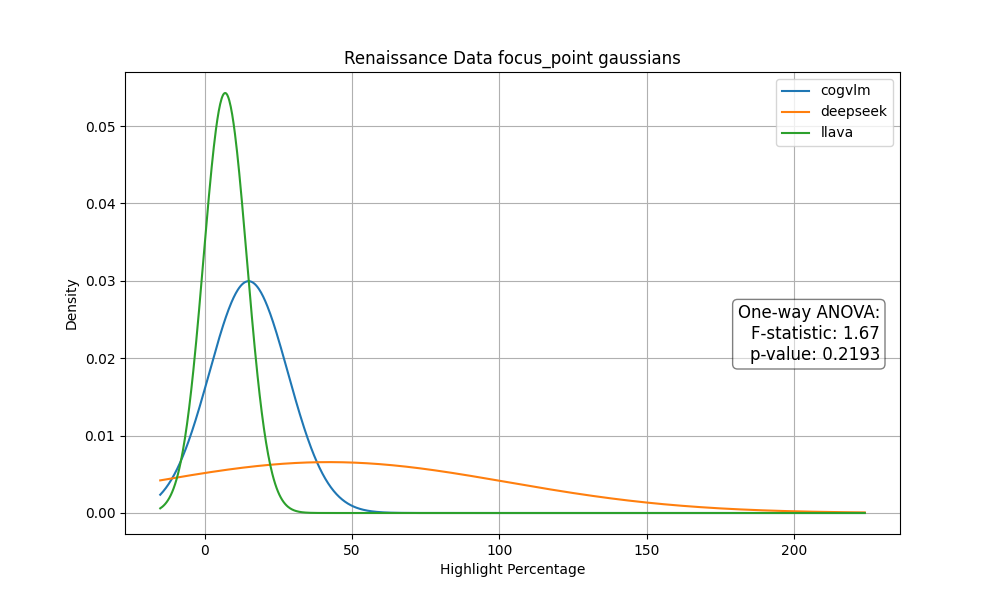 Renaissance Data focus_point gaussians
cogvlm
deepseek
llava
0.05
0.04
0.03
0.02
0.01
0.00
Density
One-way ANOVA:
F-statistic: 1.67
p-value: 0.2193
0
50
100
150
200
Highlight Percentage